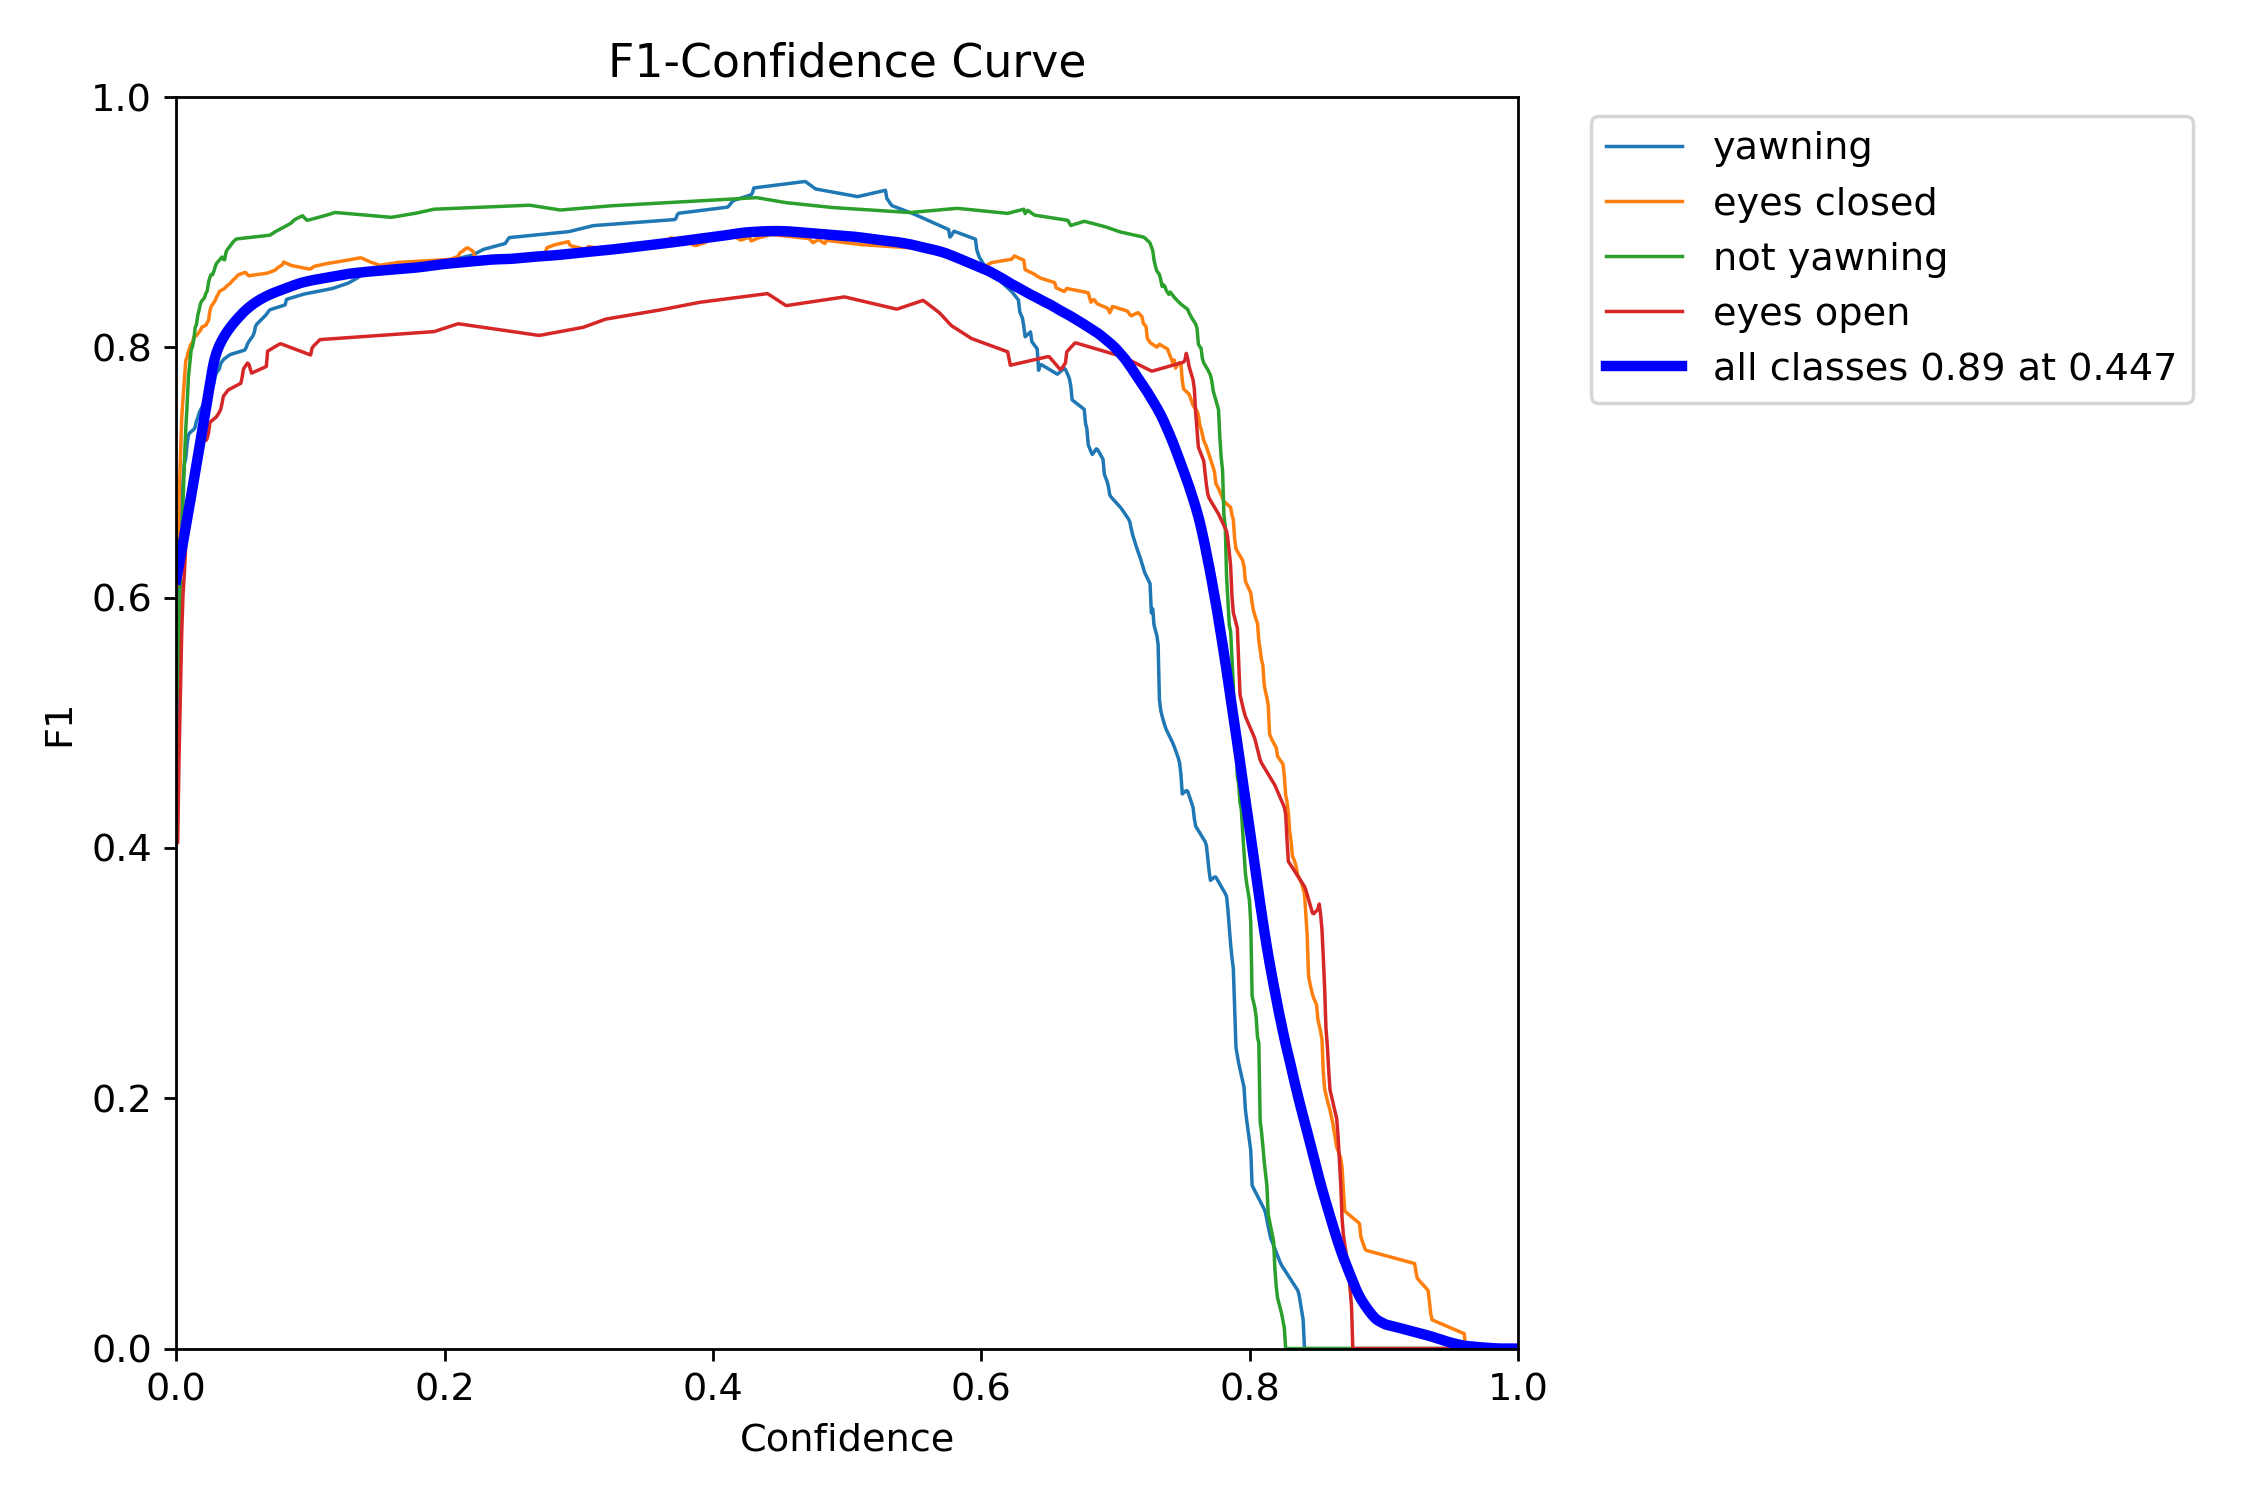 F1-Confidence Curve
1.0
0.8
0.6
0.4
0.2
0.0
F1
0.0 0.2 0.4 0.6 0.8 1.0
Confidence
yawning
eyes closed
not yawning
eyes open
all classes 0.89 at 0.447